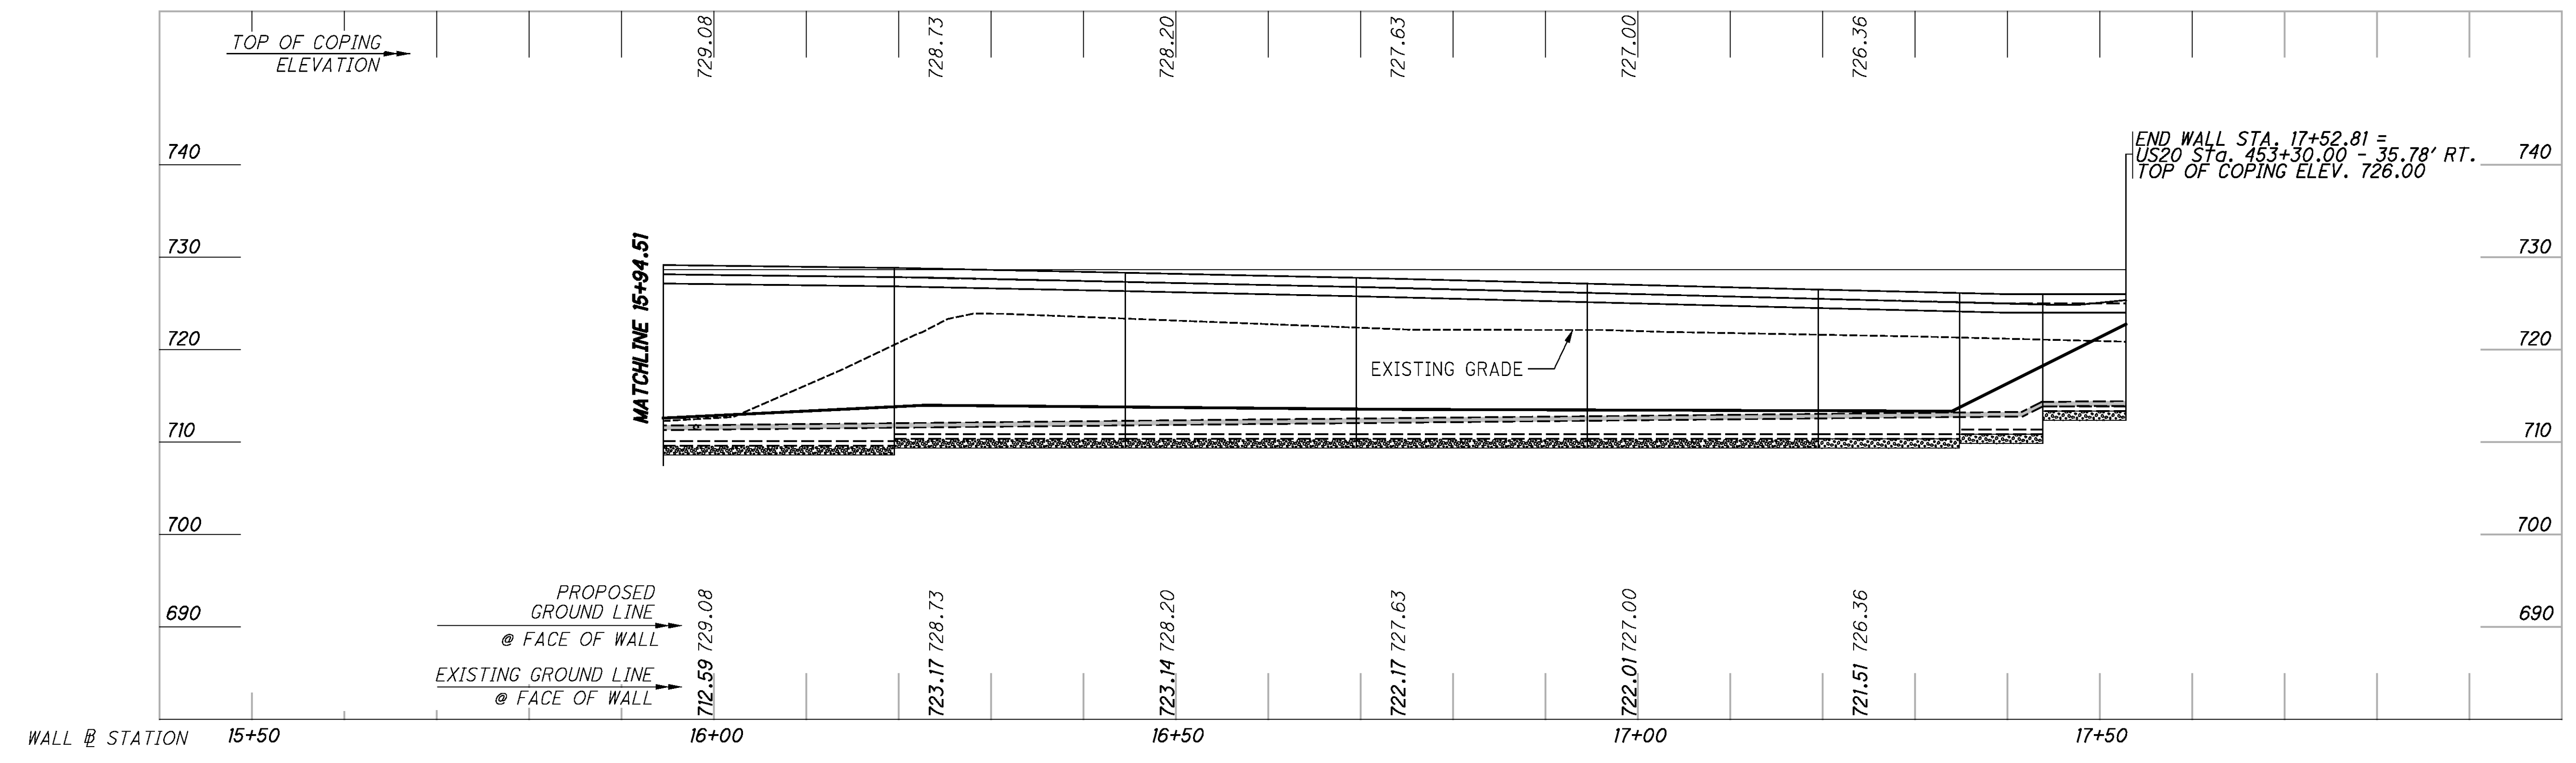 TOP OF COPING
ELEVATION
729.08
728.73
728.20
727.63
727.00
726.36
END WALL STA. 17+52.81 =
US20 Sta. 453+30.00 - 35.78' RT.
TOP OF COPING ELEV. 726.00
740
740
730
730
MATCHLINE 15+94.51
720
720
EXISTING GRADE
710
710
700
700
690
690
PROPOSED
GROUND LINE
@ FACE OF WALL
729.08
728.73
728.20
727.63
727.00
726.36
EXISTING GROUND LINE
@ FACE OF WALL
712.59
723.17
723.14
722.17
722.01
721.51
WALL ⅊ STATION
15+50
16+00
16+50
17+00
17+50